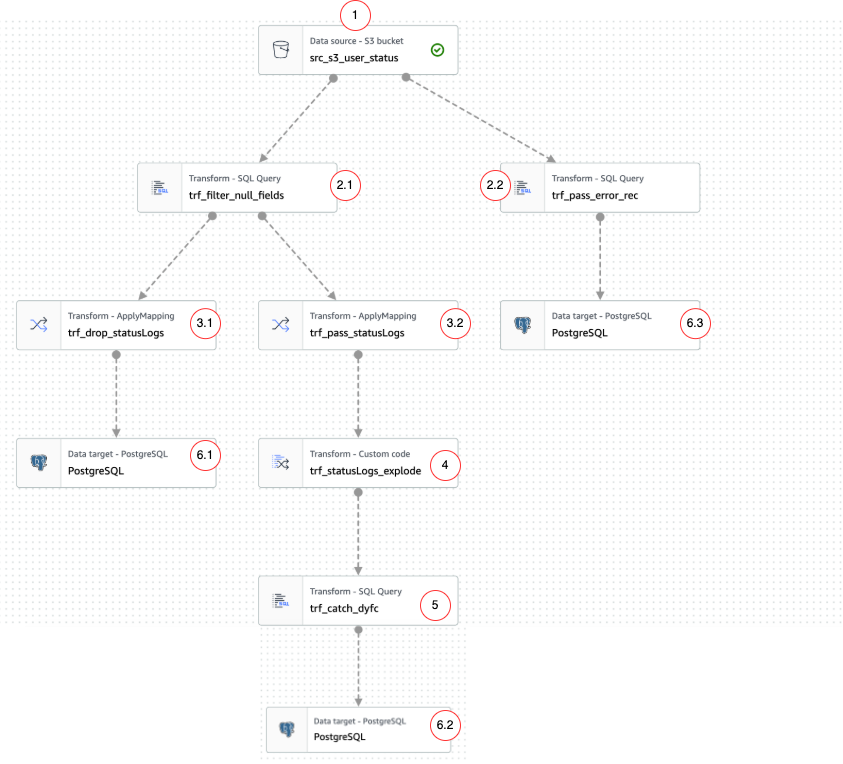 1
Data source - S3 bucket
src_s3_user_status
Transform - SQL Query
trf_filter_null_fields
2.1
2.2
Transform - SQL Query
trf_pass_error_rec
Transform - ApplyMapping
trf_drop_statusLogs
3.1
Transform - ApplyMapping
trf_pass_statusLogs
3.2
Data target - PostgreSQL
PostgreSQL
6.3
Data target - PostgreSQL
PostgreSQL
6.1
Transform - Custom code
trf_statusLogs_explode
4
Transform - SQL Query
trf_catch_dyfc
5
Data target - PostgreSQL
PostgreSQL
6.2